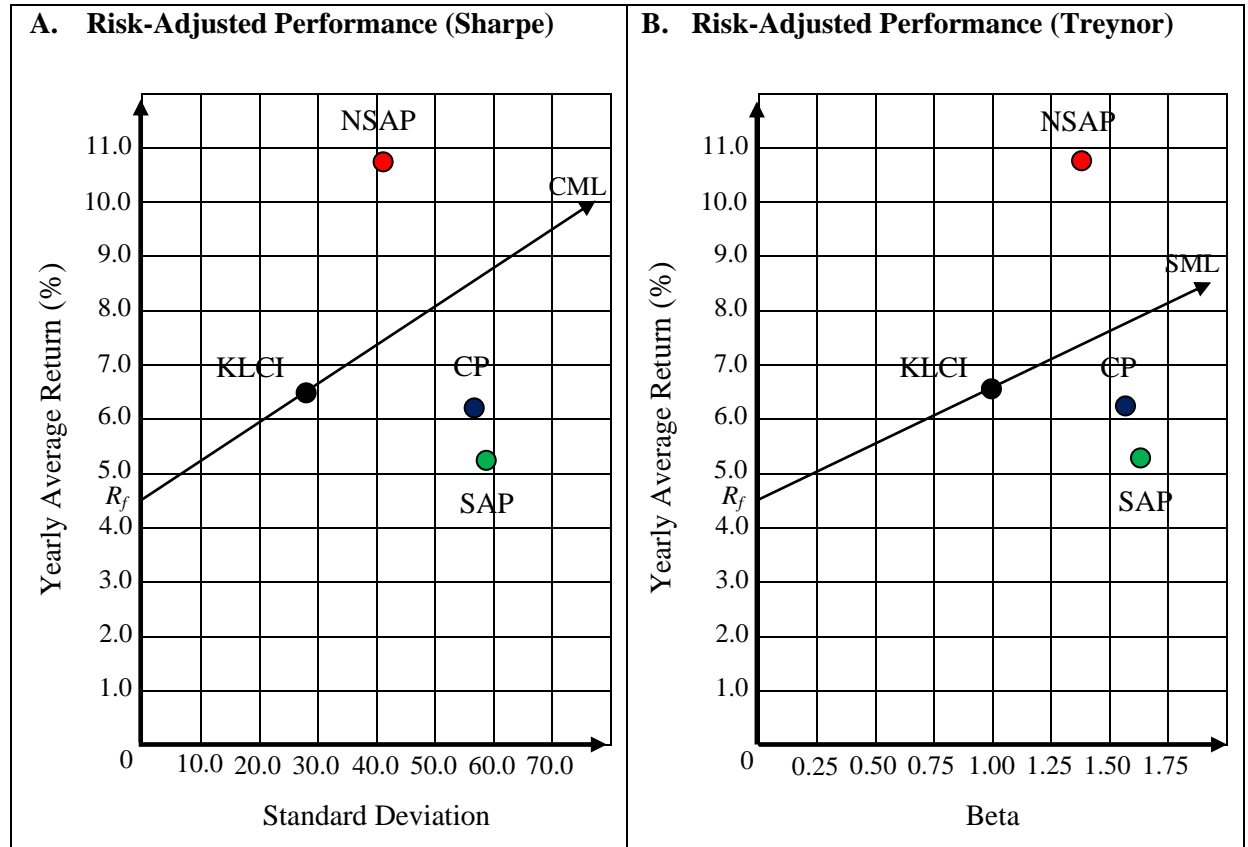 A. Risk-Adjusted Performance (Sharpe)
NSAP
CML
KLCI
CP
SAP
11.0
10.0
9.0
8.0
7.0
6.0
5.0
Rf
4.0
3.0
2.0
1.0
0
10.0 20.0 30.0 40.0 50.0 60.0 70.0
Yearly Average Return (%)
Standard Deviation
B. Risk-Adjusted Performance (Treynor)
NSAP
SML
KLCI
CP
SAP
11.0
10.0
9.0
8.0
7.0
6.0
5.0
Rf
4.0
3.0
2.0
1.0
0
0.25 0.50 0.75 1.00 1.25 1.50 1.75
Yearly Average Return (%)
Beta